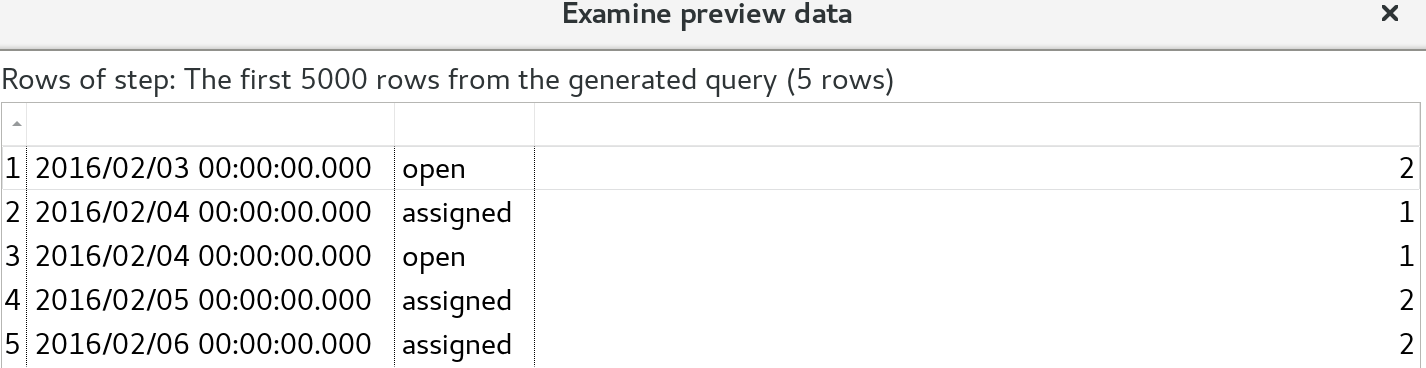 Examine preview data ×
Rows of step: The first 5000 rows from the generated query (5 rows)
1 2016/02/03 00:00:00.000 open 2
2 2016/02/04 00:00:00.000 assigned 1
3 2016/02/04 00:00:00.000 open 1
4 2016/02/05 00:00:00.000 assigned 2
5 2016/02/06 00:00:00.000 assigned 2